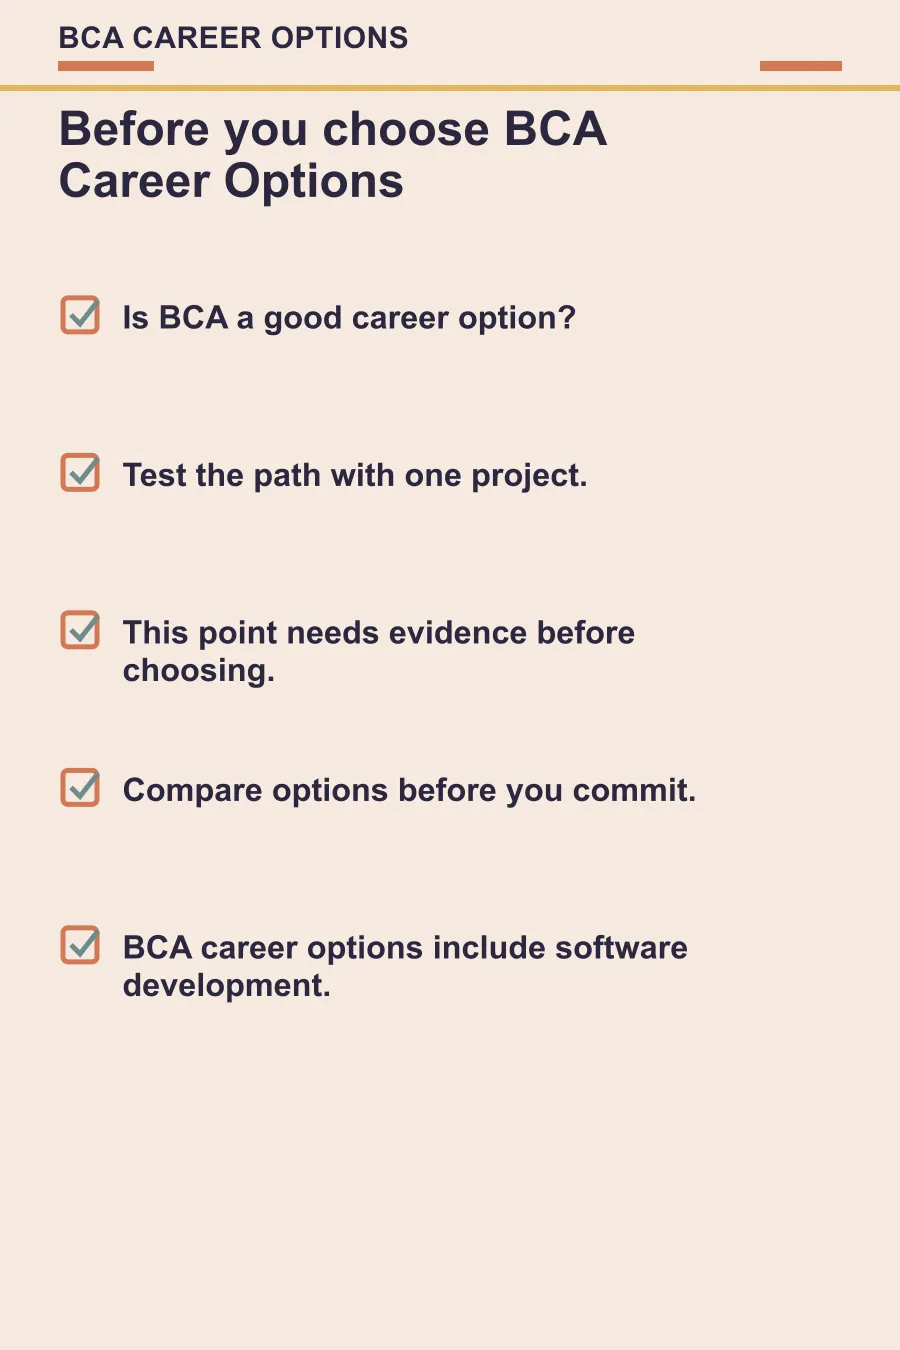 BCA CAREER OPTIONS
Before you choose BCA
Career Options
Is BCA a good career option?
Test the path with one project.
This point needs evidence before
choosing.
Compare options before you commit.
BCA career options include software
development.